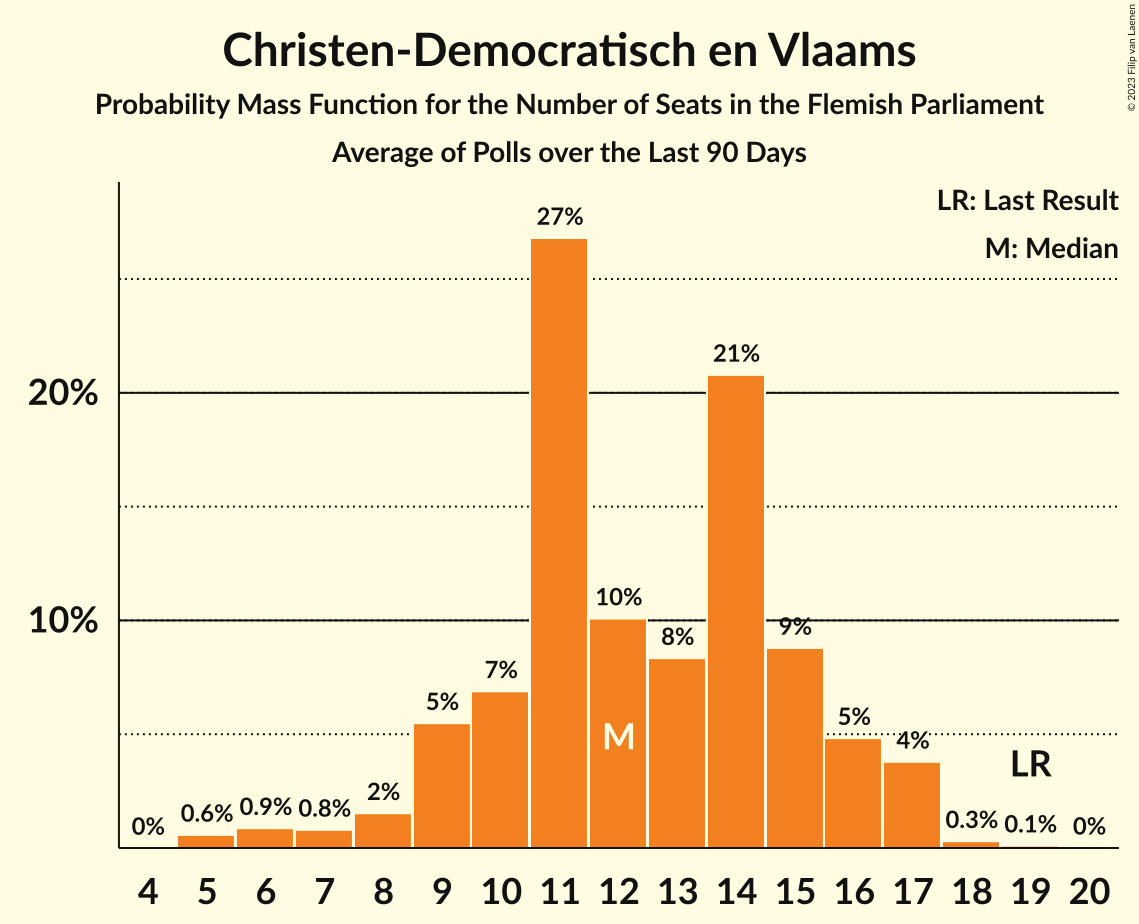 Christen-Democratisch en Vlaams
Probability Mass Function for the Number of Seats in the Flemish Parliament
Average of Polls over the Last 90 Days
© 2023 Filip van Laenen
LR: Last Result
M: Median
27%
21%
20%
10%
10%
9%
8%
7%
5%
5%
4%
M
LR
2%
0.9%
0.8%
0.6%
0.3%
0.1%
0%
0%
4 5 6 7 8 9 10 11 12 13 14 15 16 17 18 19 20